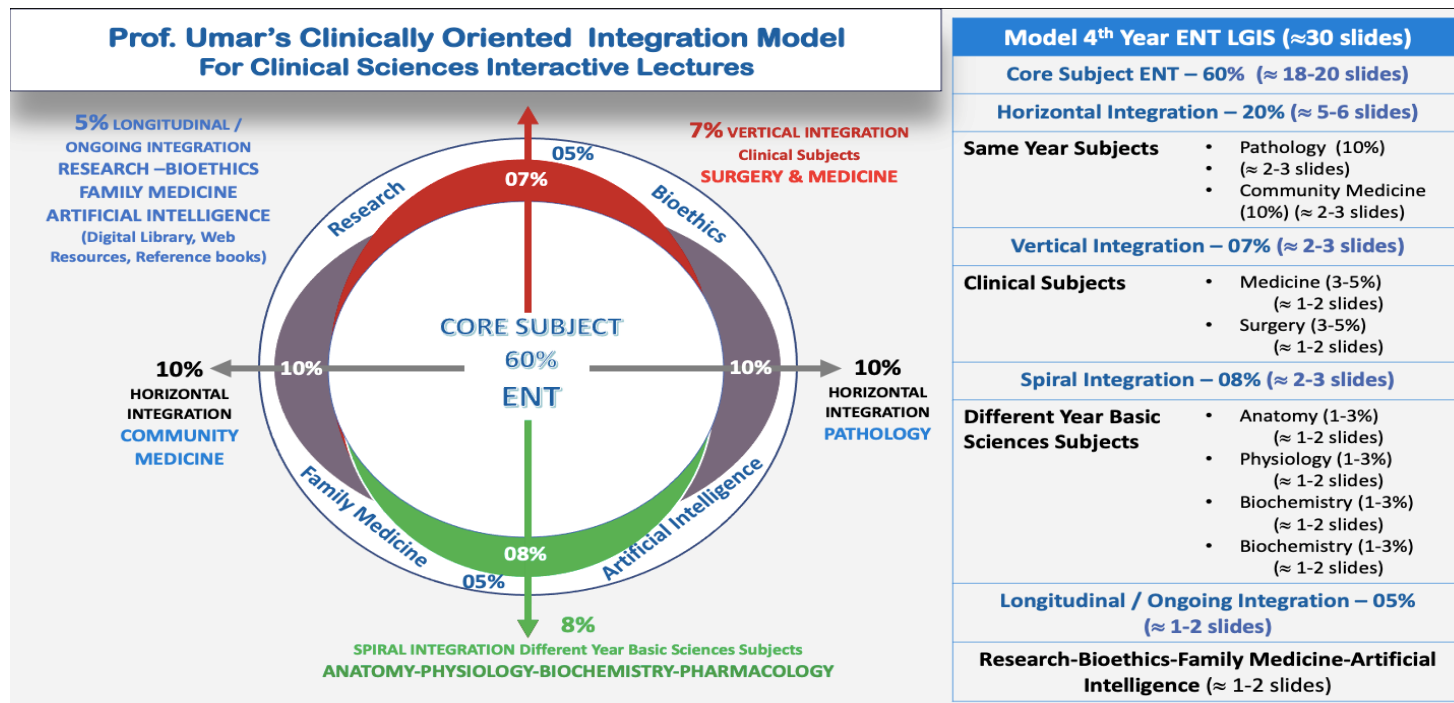 Prof. Umar's Clinically Oriented Integration Model
For Clinical Sciences Interactive Lectures
5% LONGITUDINAL /
ONGOING INTEGRATION
RESEARCH –BIOETHICS
FAMILY MEDICINE
ARTIFICIAL INTELLIGENCE
(Digital Library, Web
Resources, Reference books)
7% VERTICAL INTEGRATION
Clinical Subjects
SURGERY & MEDICINE
05%
07%
Research
Bioethics
CORE SUBJECT
60%
ENT
10%
10%
10%
HORIZONTAL
INTEGRATION
COMMUNITY
MEDICINE
10%
HORIZONTAL
INTEGRATION
PATHOLOGY
Family Medicine
Artificial Intelligence
08%
05%
8%
SPIRAL INTEGRATION Different Year Basic Sciences Subjects
ANATOMY-PHYSIOLOGY-BIOCHEMISTRY-PHARMACOLOGY
Model 4th Year ENT LGIS (≈30 slides)
Core Subject ENT – 60% (≈ 18-20 slides)
Horizontal Integration – 20% (≈ 5-6 slides)
Same Year Subjects
• Pathology (10%)
• (≈ 2-3 slides)
• Community Medicine
(10%) (≈ 2-3 slides)
Vertical Integration – 07% (≈ 2-3 slides)
Clinical Subjects
• Medicine (3-5%)
(≈ 1-2 slides)
• Surgery (3-5%)
(≈ 1-2 slides)
Spiral Integration – 08% (≈ 2-3 slides)
Different Year Basic
Sciences Subjects
• Anatomy (1-3%)
(≈ 1-2 slides)
• Physiology (1-3%)
(≈ 1-2 slides)
• Biochemistry (1-3%)
(≈ 1-2 slides)
• Biochemistry (1-3%)
(≈ 1-2 slides)
Longitudinal / Ongoing Integration – 05%
(≈ 1-2 slides)
Research-Bioethics-Family Medicine-Artificial
Intelligence (≈ 1-2 slides)